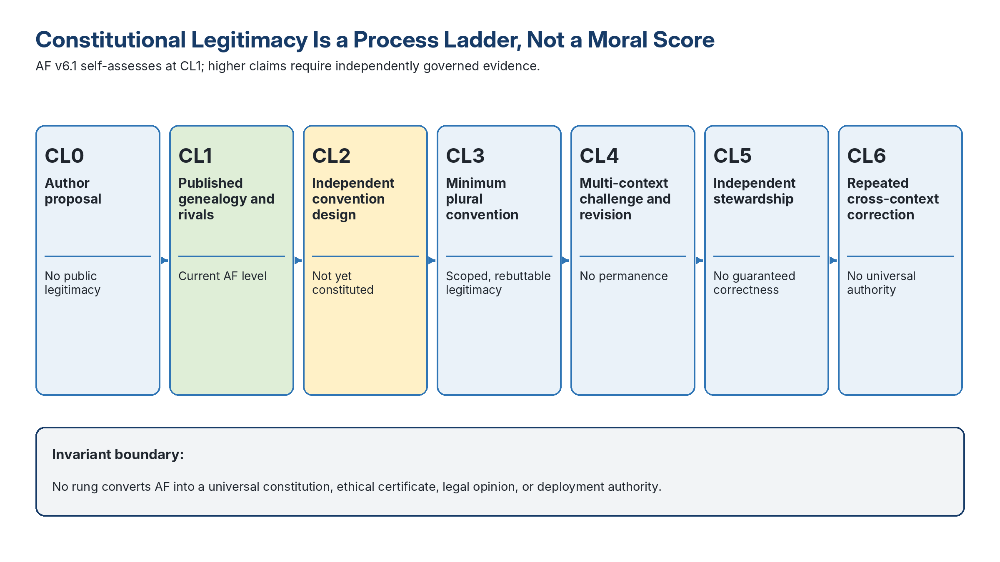 Constitutional Legitimacy Is a Process Ladder, Not a Moral Score
AF v6.1 self-assesses at CL1; higher claims require independently governed evidence.
CL0
Author
proposal
No public
legitimacy
CL1
Published
genealogy and
rivals
Current AF level
CL2
Independent
convention
design
Not yet
constituted
CL3
Minimum
plural
convention
Scoped, rebuttable
legitimacy
CL4
Multi-context
challenge and
revision
No permanence
CL5
Independent
stewardship
No guaranteed
correctness
CL6
Repeated
cross-context
correction
No universal
authority
Invariant boundary:
No rung converts AF into a universal constitution, ethical certificate, legal opinion, or deployment authority.